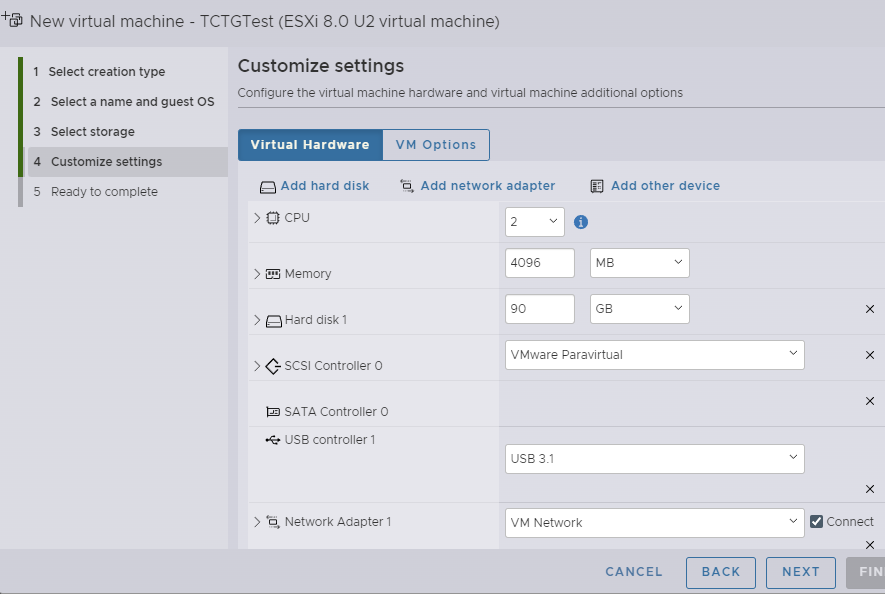 New virtual machine - TCTGTest (ESXi 8.0 U2 virtual machine)
1 Select creation type
2 Select a name and guest OS
3 Select storage
4 Customize settings
5 Ready to complete
Customize settings
Configure the virtual machine hardware and virtual machine additional options
Virtual Hardware VM Options
Add hard disk Add network adapter Add other device
CPU 2
Memory 4096 MB
Hard disk 1 90 GB
SCSI Controller 0 VMware Paravirtual
SATA Controller 0
USB controller 1
USB 3.1
Network Adapter 1 VM Network Connect
CANCEL BACK NEXT FIN